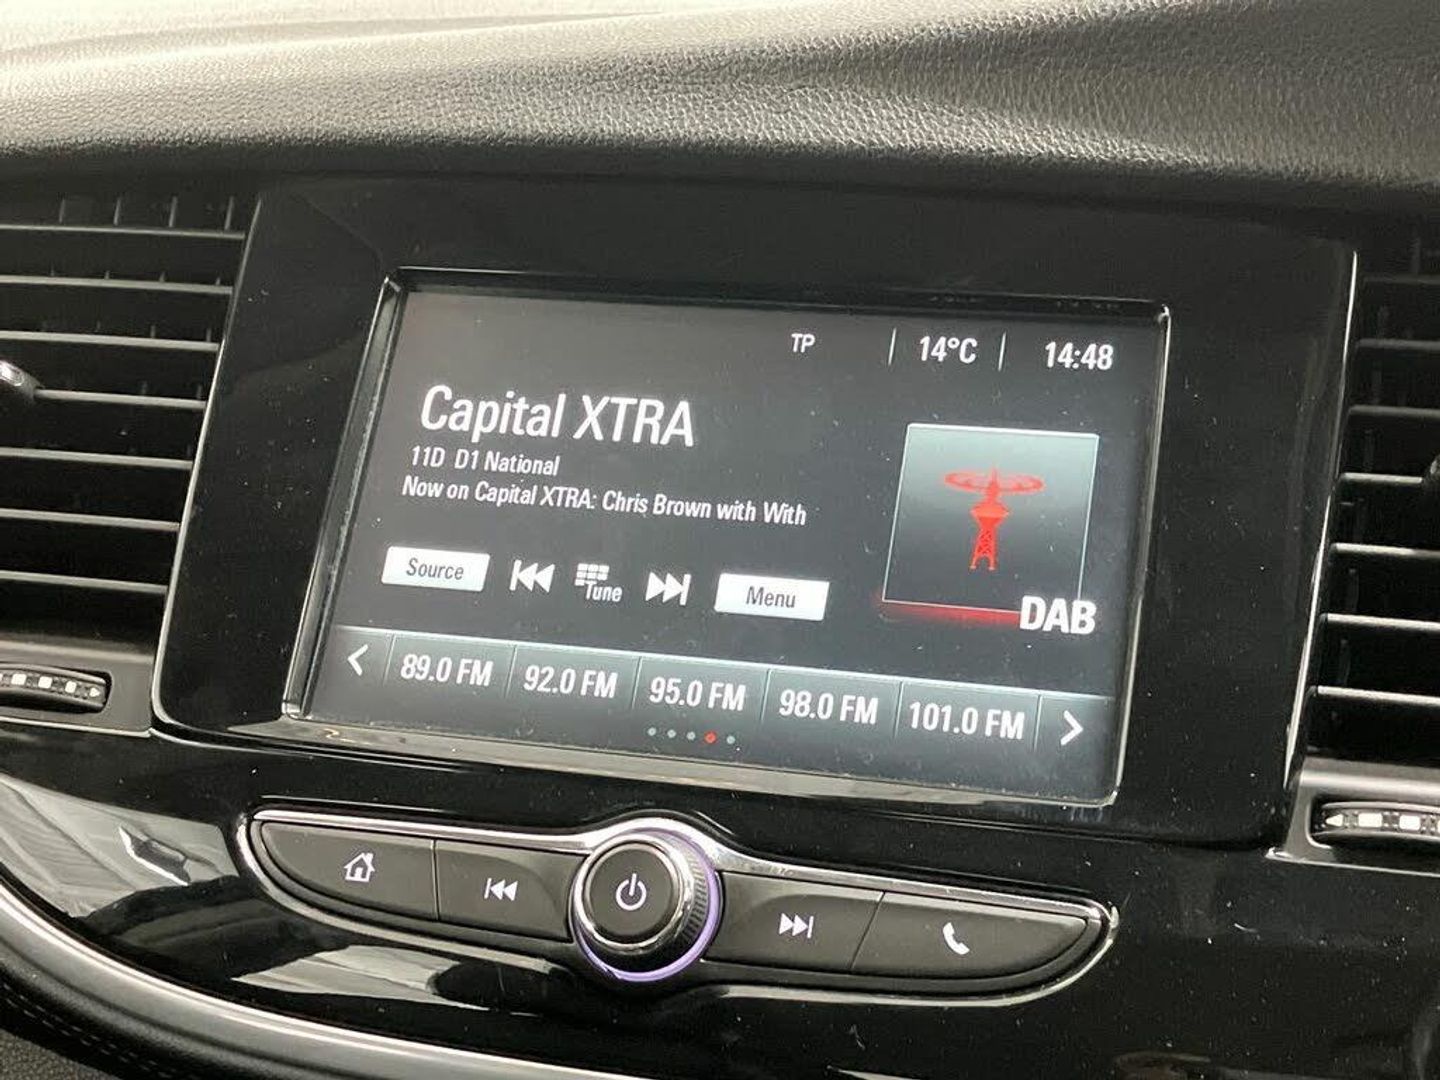 TP 14°C 14:48
Capital XTRA
11D D1 National
Now on Capital XTRA: Chris Brown with With
Source Tune Menu
DAB
89.0 FM 92.0 FM 95.0 FM 98.0 FM 101.0 FM